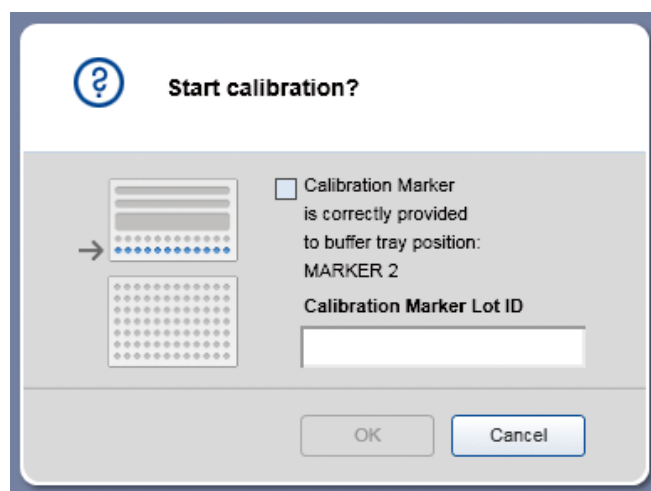 Start calibration?
Calibration Marker
is correctly provided
to buffer tray position:
MARKER 2
Calibration Marker Lot ID
OK
Cancel